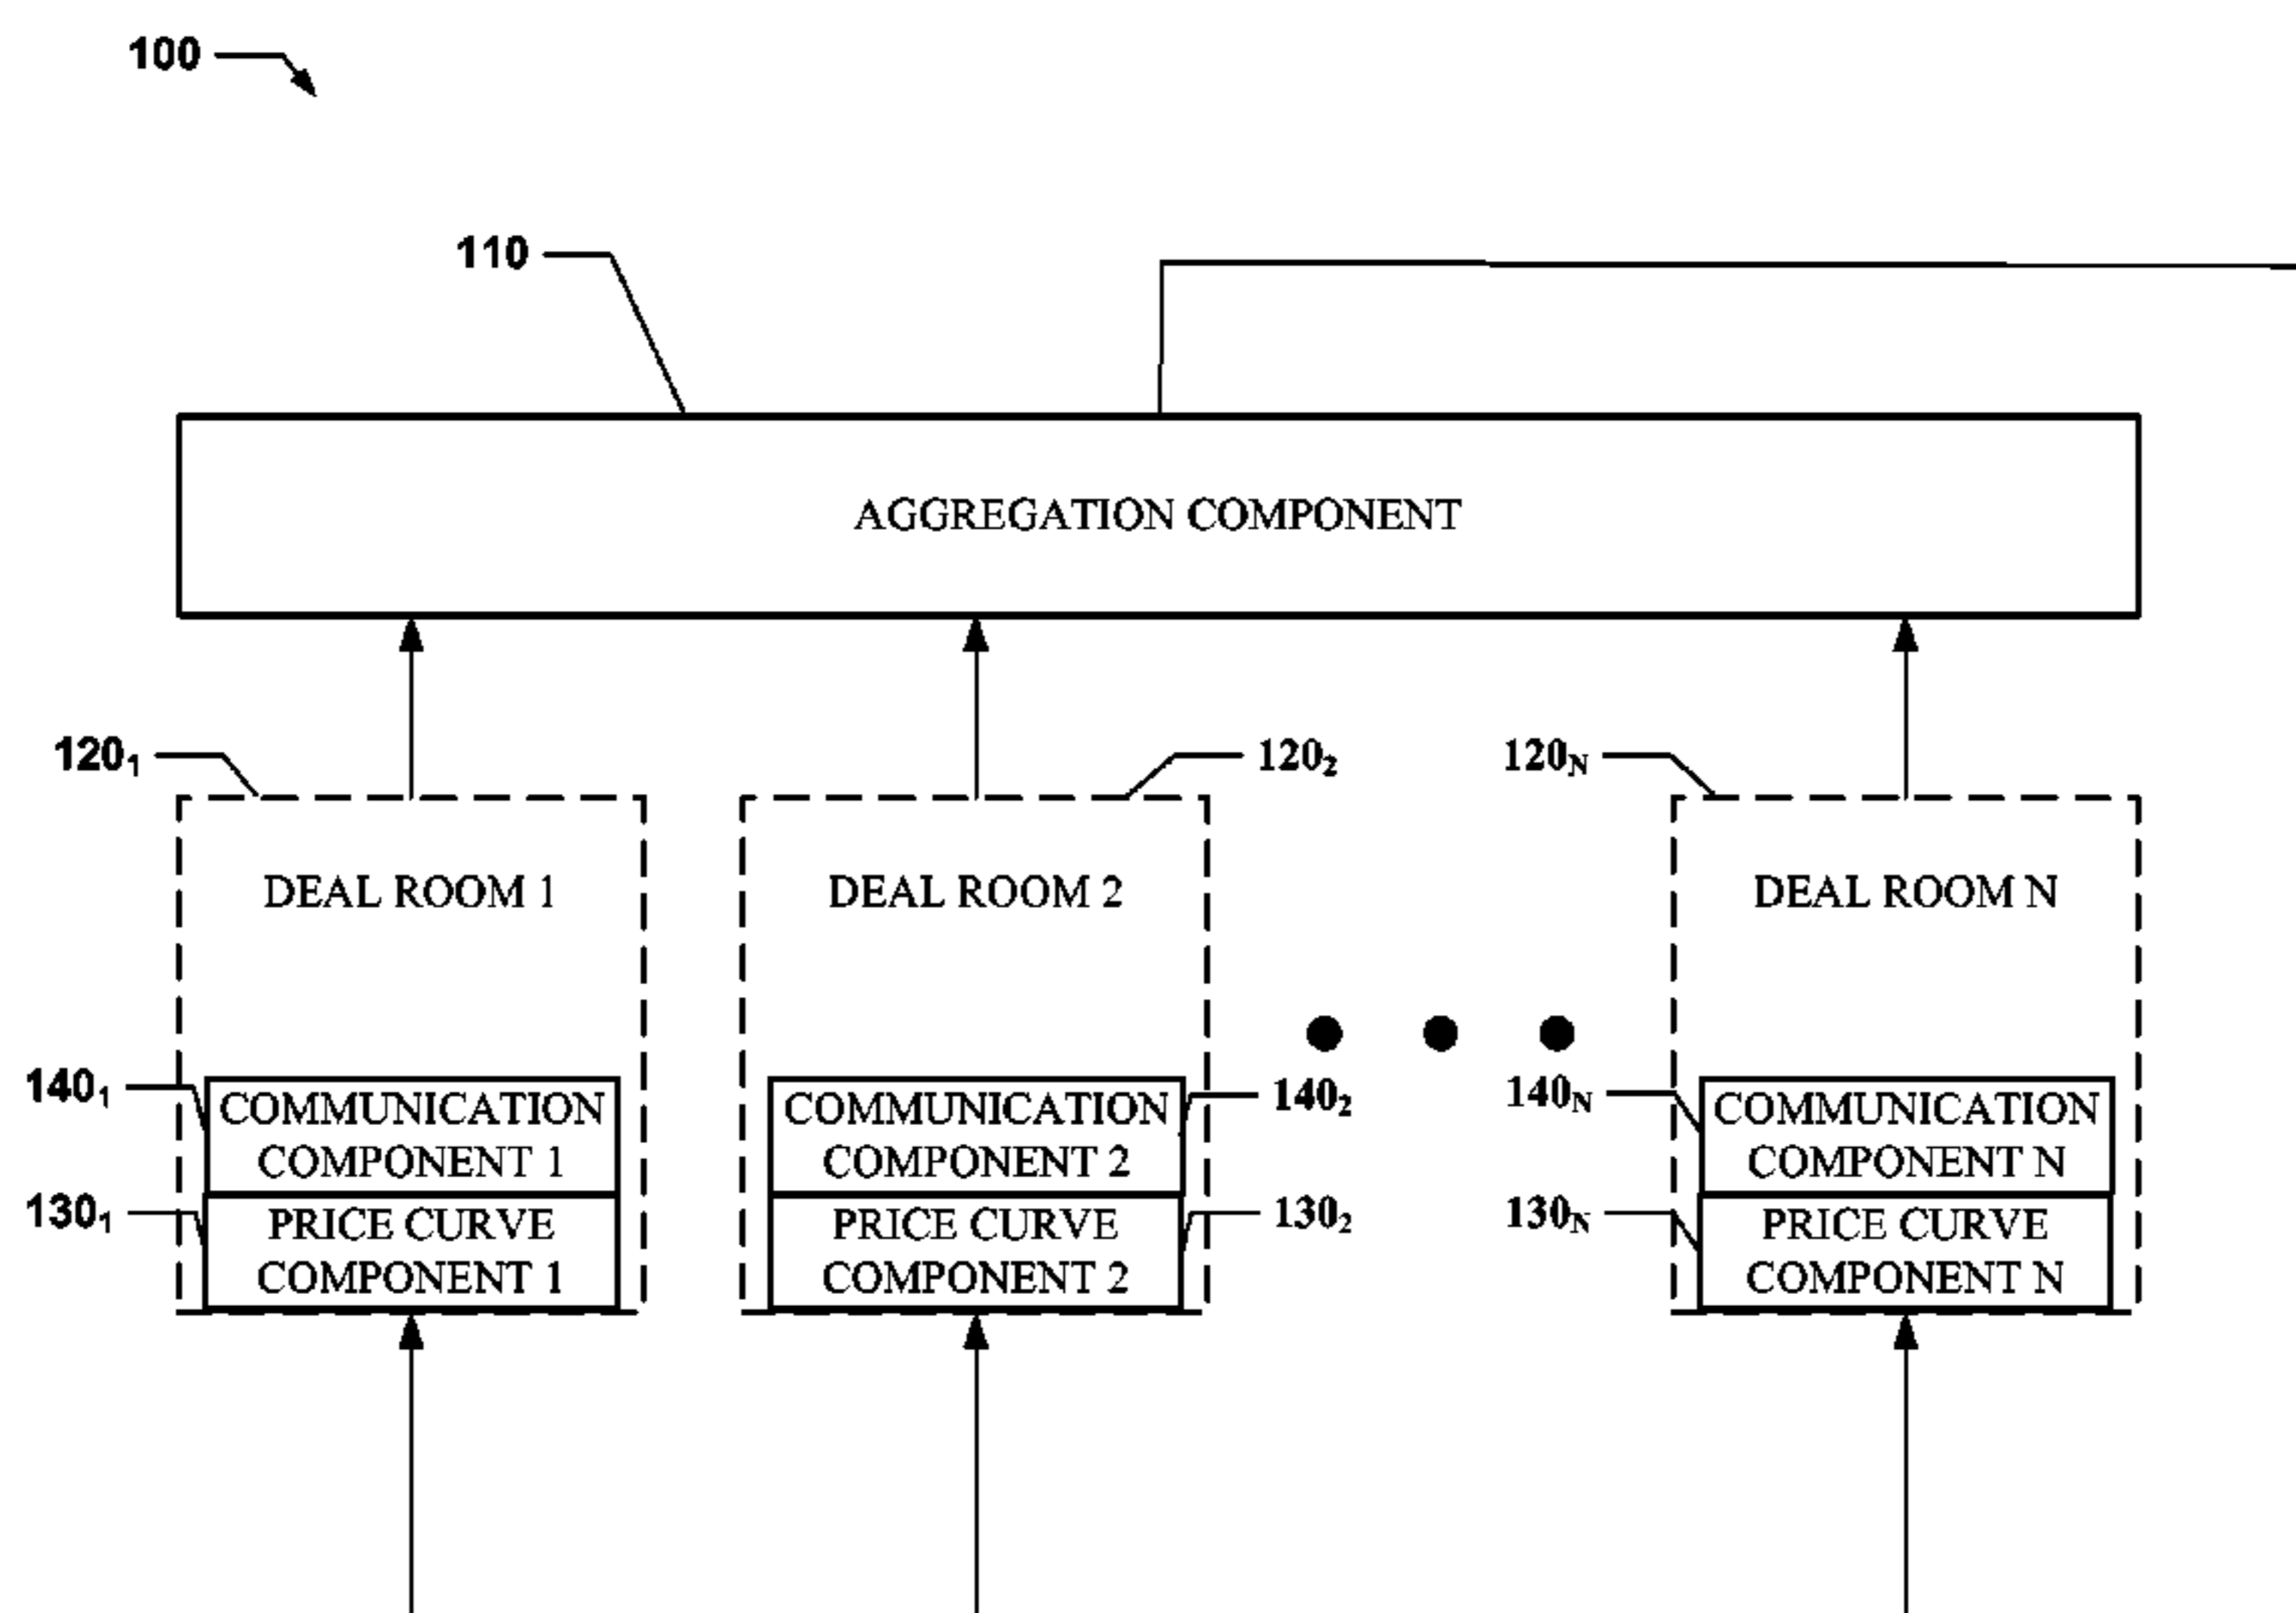 100
110
AGGREGATION COMPONENT
120₁
120₂
120N
DEAL ROOM 1
DEAL ROOM 2
DEAL ROOM N
140₁
COMMUNICATION
COMPONENT 1
COMMUNICATION
COMPONENT 2
140₂
140N
COMMUNICATION
COMPONENT N
130₁
PRICE CURVE
COMPONENT 1
PRICE CURVE
COMPONENT 2
130₂
130N
PRICE CURVE
COMPONENT N